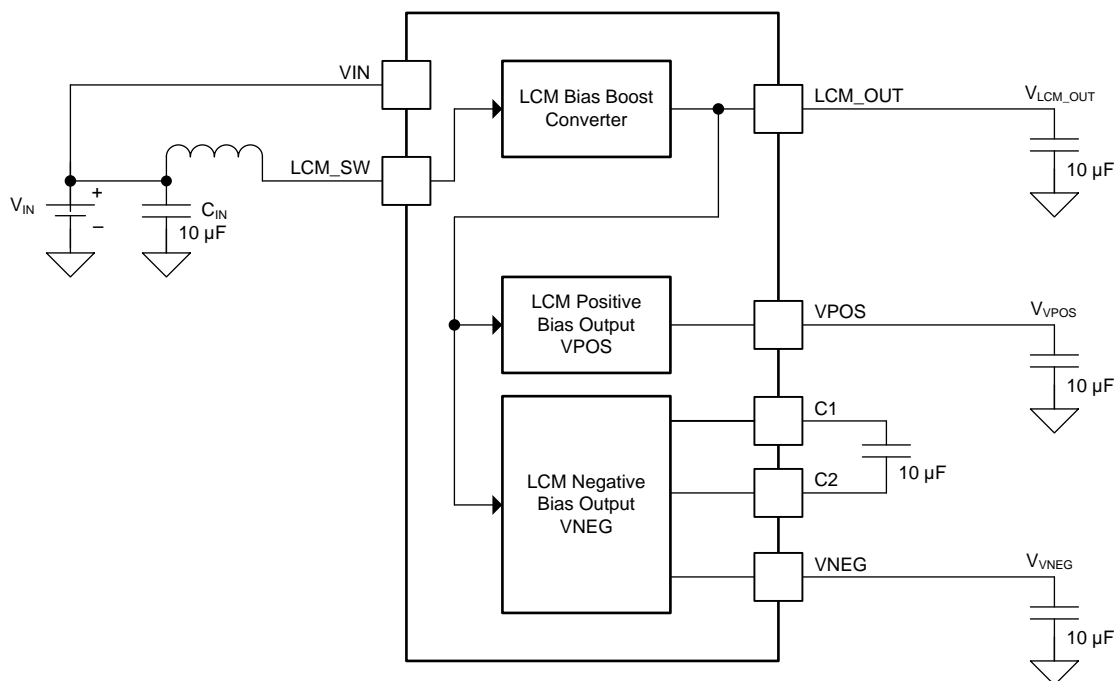 VIN
LCM_SW
V_IN
+
–
C_IN
10 µF
LCM Bias Boost
Converter
LCM_OUT
V_LCM_OUT
10 µF
LCM Positive
Bias Output
VPOS
VPOS
V_VPOS
10 µF
LCM Negative
Bias Output
VNEG
C1
10 µF
C2
VNEG
V_VNEG
10 µF